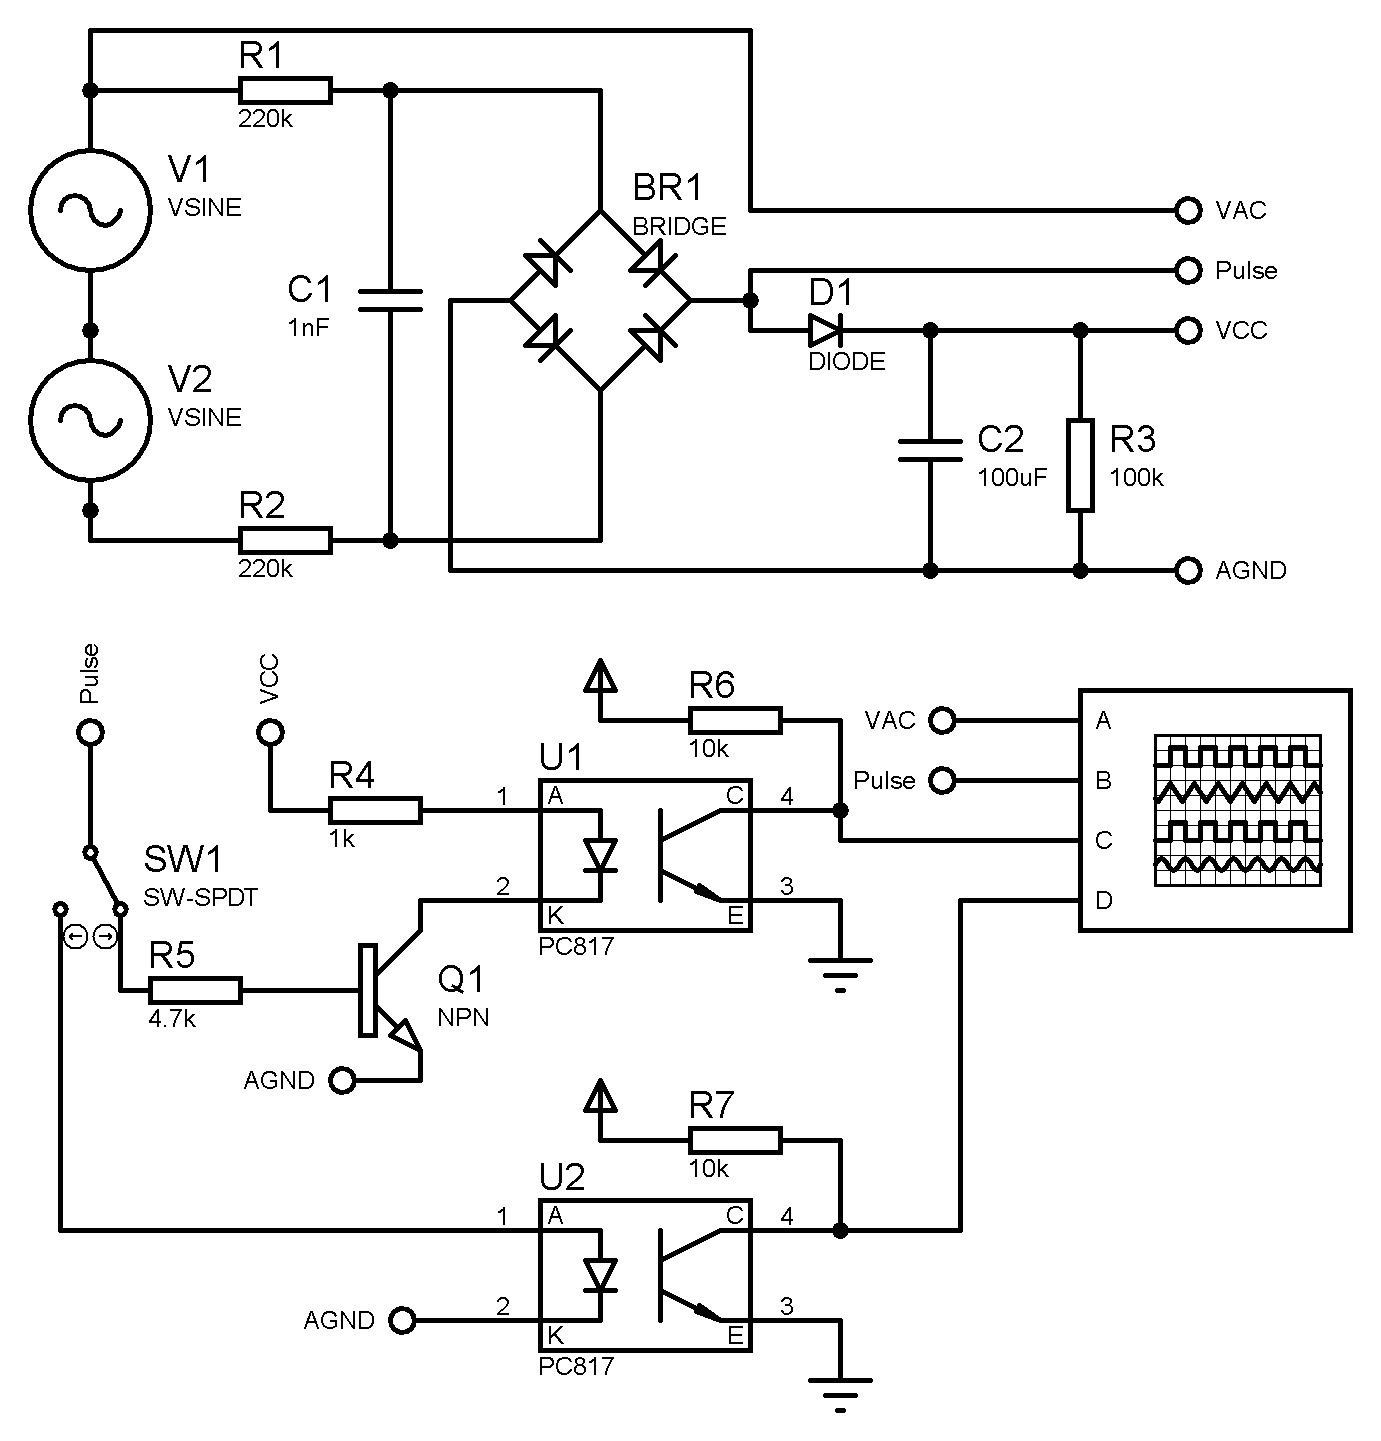 R1
220k
V1
VSINE
BR1
BRIDGE
VAC
Pulse
C1
1nF
D1
DIODE
VCC
V2
VSINE
C2
100uF
R3
100k
R2
220k
AGND
Pulse
VCC
R6
10k
VAC
A
U1
R4
1k
1
A
C
4
Pulse
B
SW1
SW-SPDT
C
2
K
E
3
D
PC817
R5
4.7k
Q1
NPN
AGND
R7
10k
U2
1
A
C
4
AGND
2
K
E
3
PC817